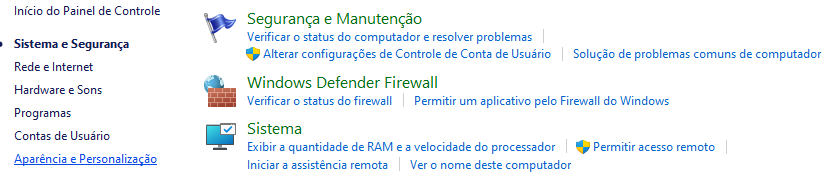 Início do Painel de Controle
Sistema e Segurança
Rede e Internet
Hardware e Sons
Programas
Contas de Usuário
Aparência e Personalização
Segurança e Manutenção
Verificar o status do computador e resolver problemas
Alterar configurações de Controle de Conta de Usuário Solução de problemas comuns de computador
Windows Defender Firewall
Verificar o status do firewall Permitir um aplicativo pelo Firewall do Windows
Sistema
Exibir a quantidade de RAM e a velocidade do processador Permitir acesso remoto
Iniciar a assistência remota Ver o nome deste computador